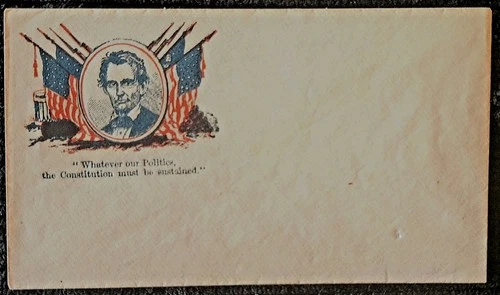 "Whatever our Politics,
the Constitution must be sustained."